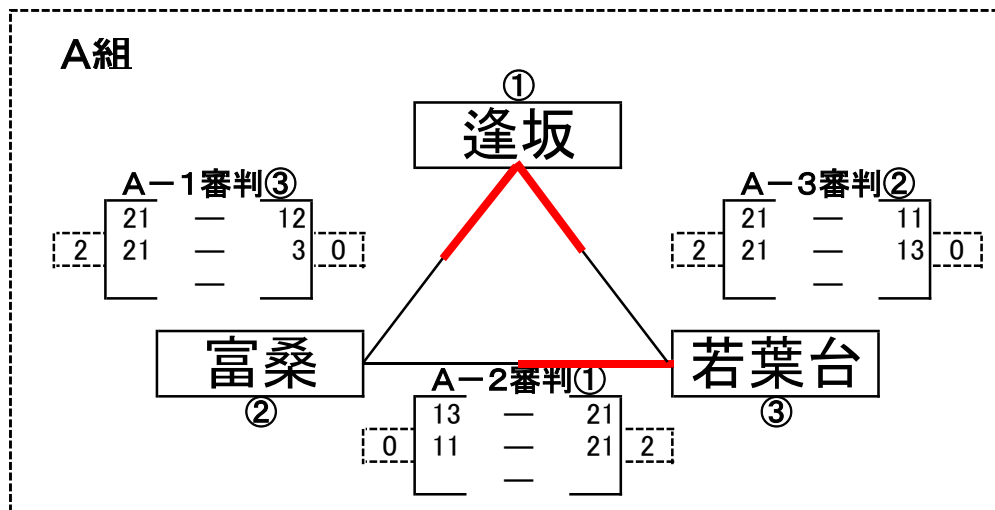 A組
①
逢坂
A-1審判③
21 — 12
2 21 — 3 0
—
A-3審判②
21 — 11
2 21 — 13 0
—
富桑
②
若葉台
③
A-2審判①
13 — 21
0 11 — 21 2
—